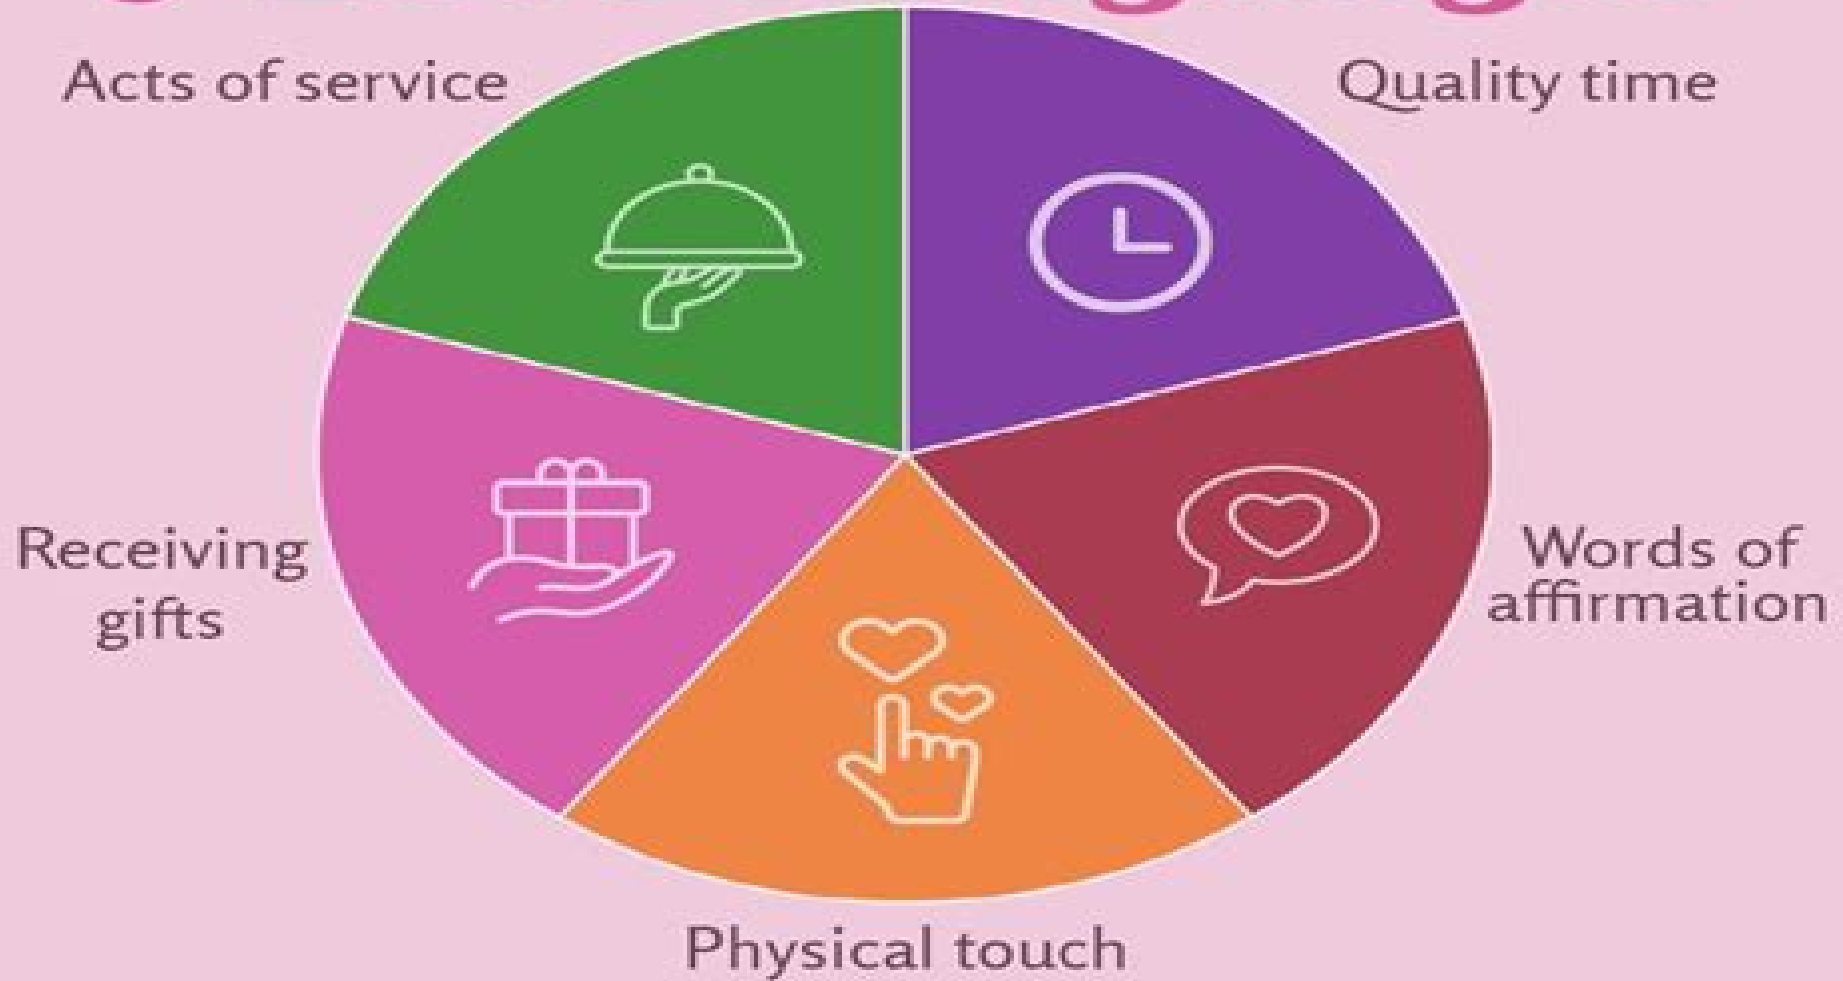 Acts of service
Quality time
Receiving
gifts
Words of
affirmation
Physical touch